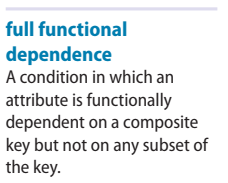 full functional
dependence
A condition in which an
attribute is functionally
dependent on a composite
key but not on any subset of
the key.